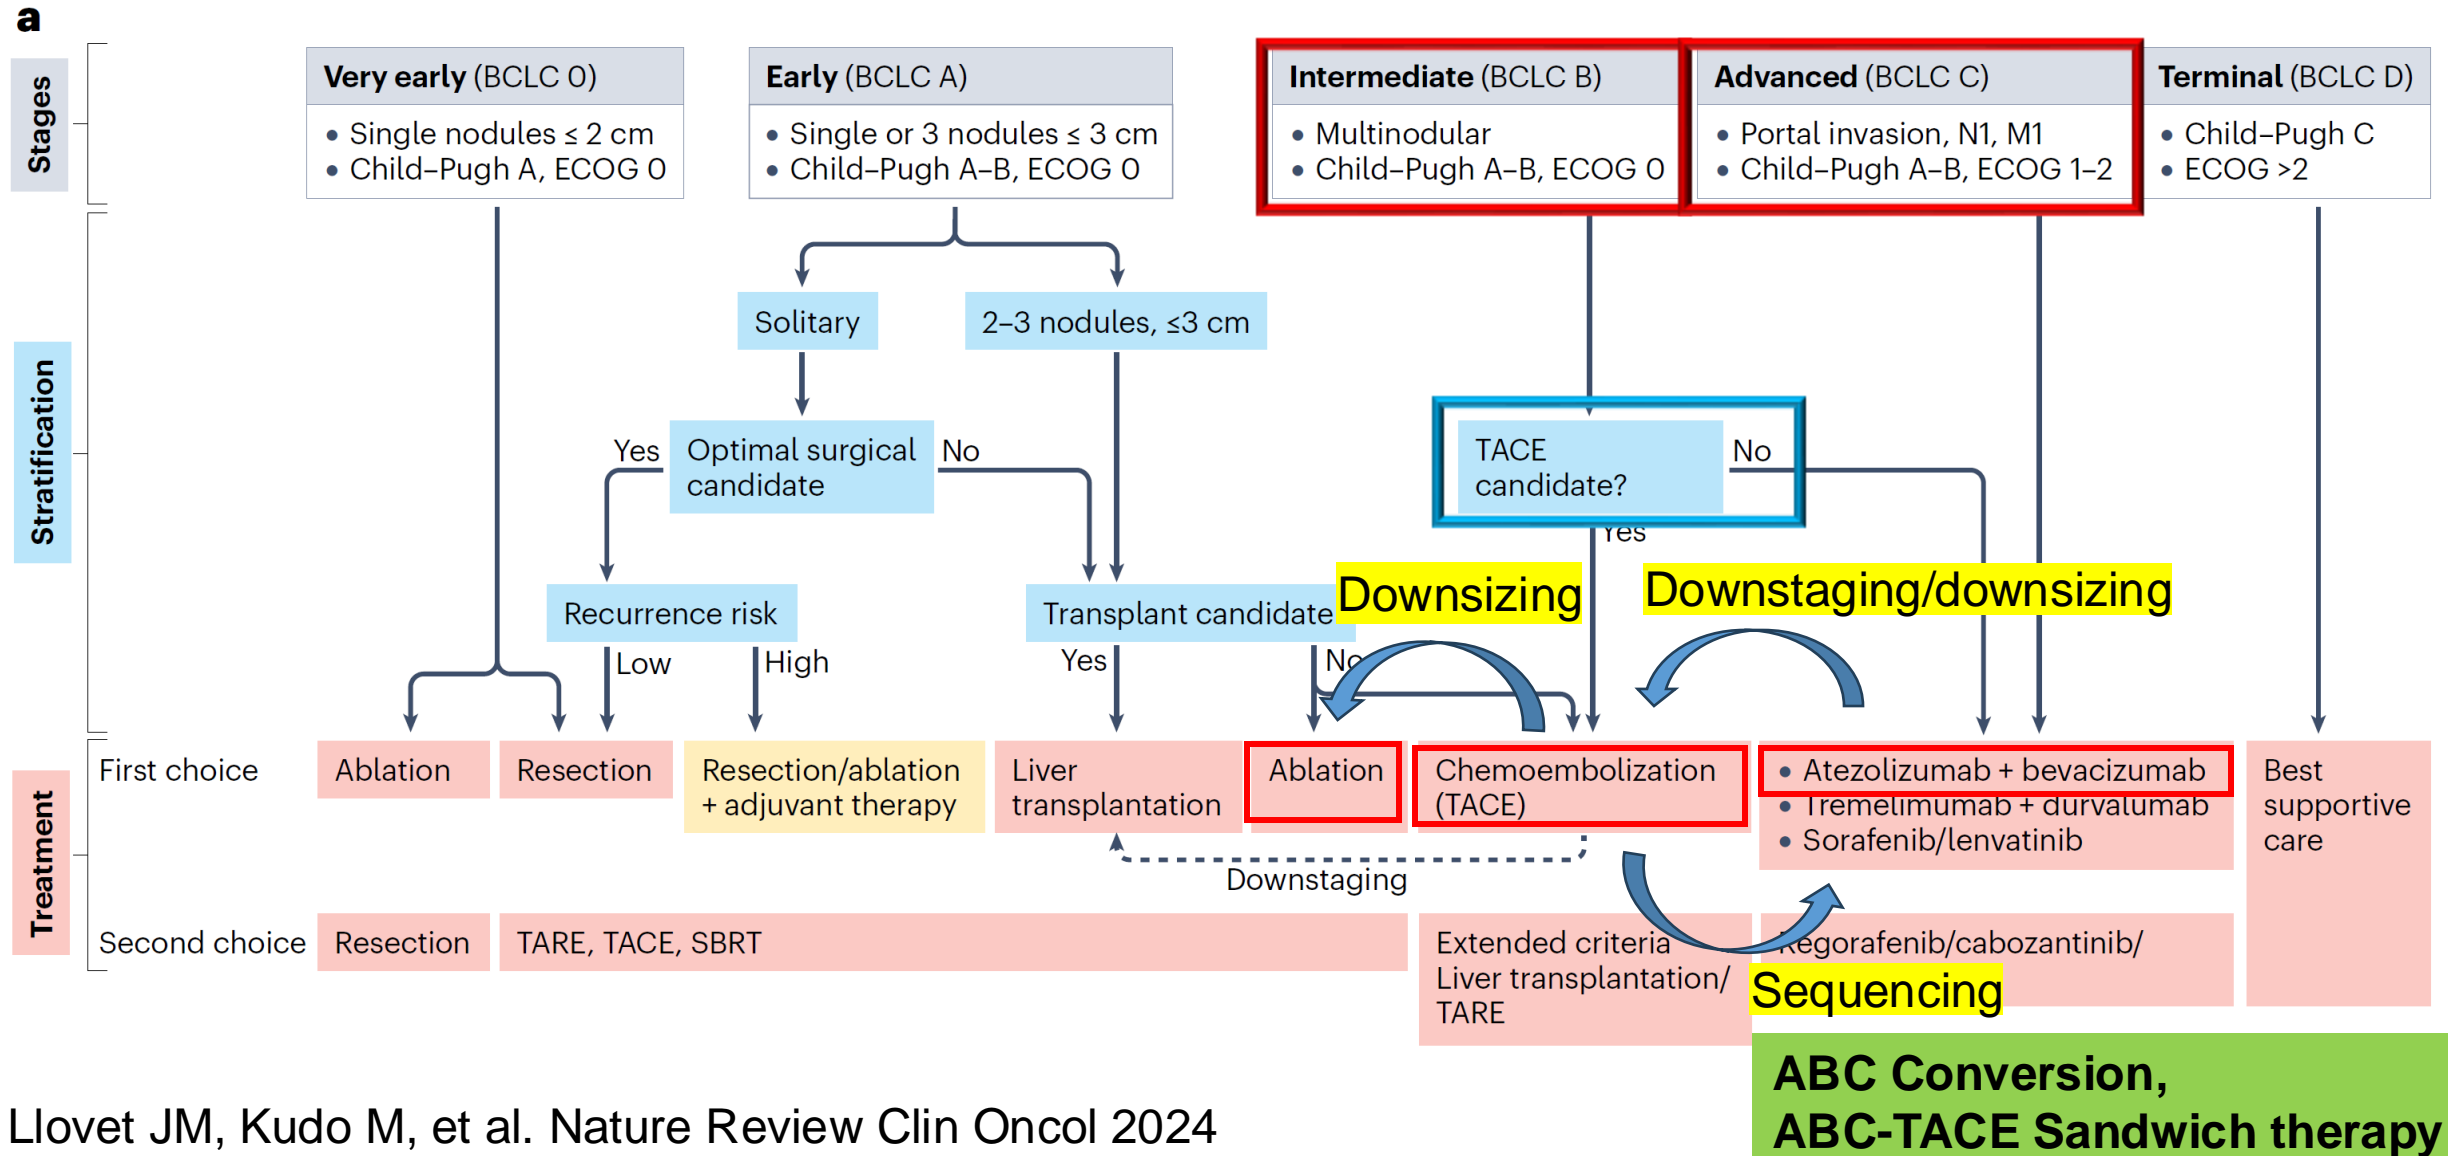 a
Stages
Very early (BCLC 0)
• Single nodules ≤ 2 cm
• Child–Pugh A, ECOG 0
Early (BCLC A)
• Single or 3 nodules ≤ 3 cm
• Child–Pugh A–B, ECOG 0
Intermediate (BCLC B)
• Multinodular
• Child–Pugh A–B, ECOG 0
Advanced (BCLC C)
• Portal invasion, N1, M1
• Child–Pugh A–B, ECOG 1–2
Terminal (BCLC D)
• Child–Pugh C
• ECOG >2
Stratification
Solitary
2–3 nodules, ≤3 cm
Yes
Optimal surgical
candidate
No
TACE
candidate?
No
Yes
Recurrence risk
Low
High
Transplant candidate
Yes
No
Downsizing
Downstaging/downsizing
Treatment
First choice
Ablation
Resection
Resection/ablation
+ adjuvant therapy
Liver
transplantation
Ablation
Chemoembolization
(TACE)
• Atezolizumab + bevacizumab
• Tremelimumab + durvalumab
• Sorafenib/lenvatinib
Best
supportive
care
Downstaging
Second choice
Resection
TARE, TACE, SBRT
Extended criteria
Liver transplantation/
TARE
Regorafenib/cabozantinib/
Sequencing
ABC Conversion,
ABC-TACE Sandwich therapy
Llovet JM, Kudo M, et al. Nature Review Clin Oncol 2024